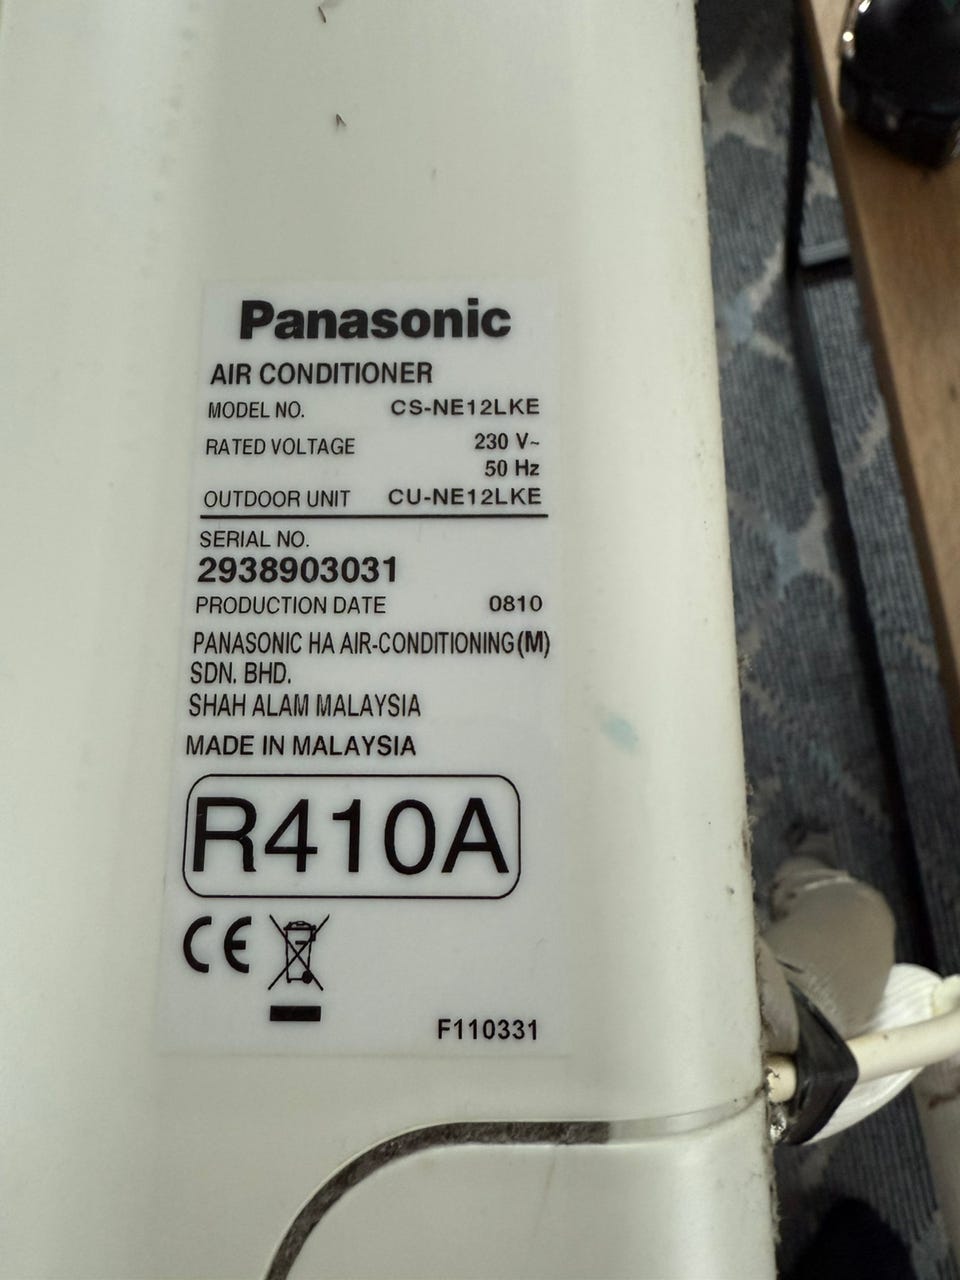 Panasonic
AIR CONDITIONER
MODEL NO. CS-NE12LKE
RATED VOLTAGE 230 V~
50 Hz
OUTDOOR UNIT CU-NE12LKE
SERIAL NO.
2938903031
PRODUCTION DATE 0810
PANASONIC HA AIR-CONDITIONING(M)
SDN. BHD.
SHAH ALAM MALAYSIA
MADE IN MALAYSIA
R410A
CE
F110331